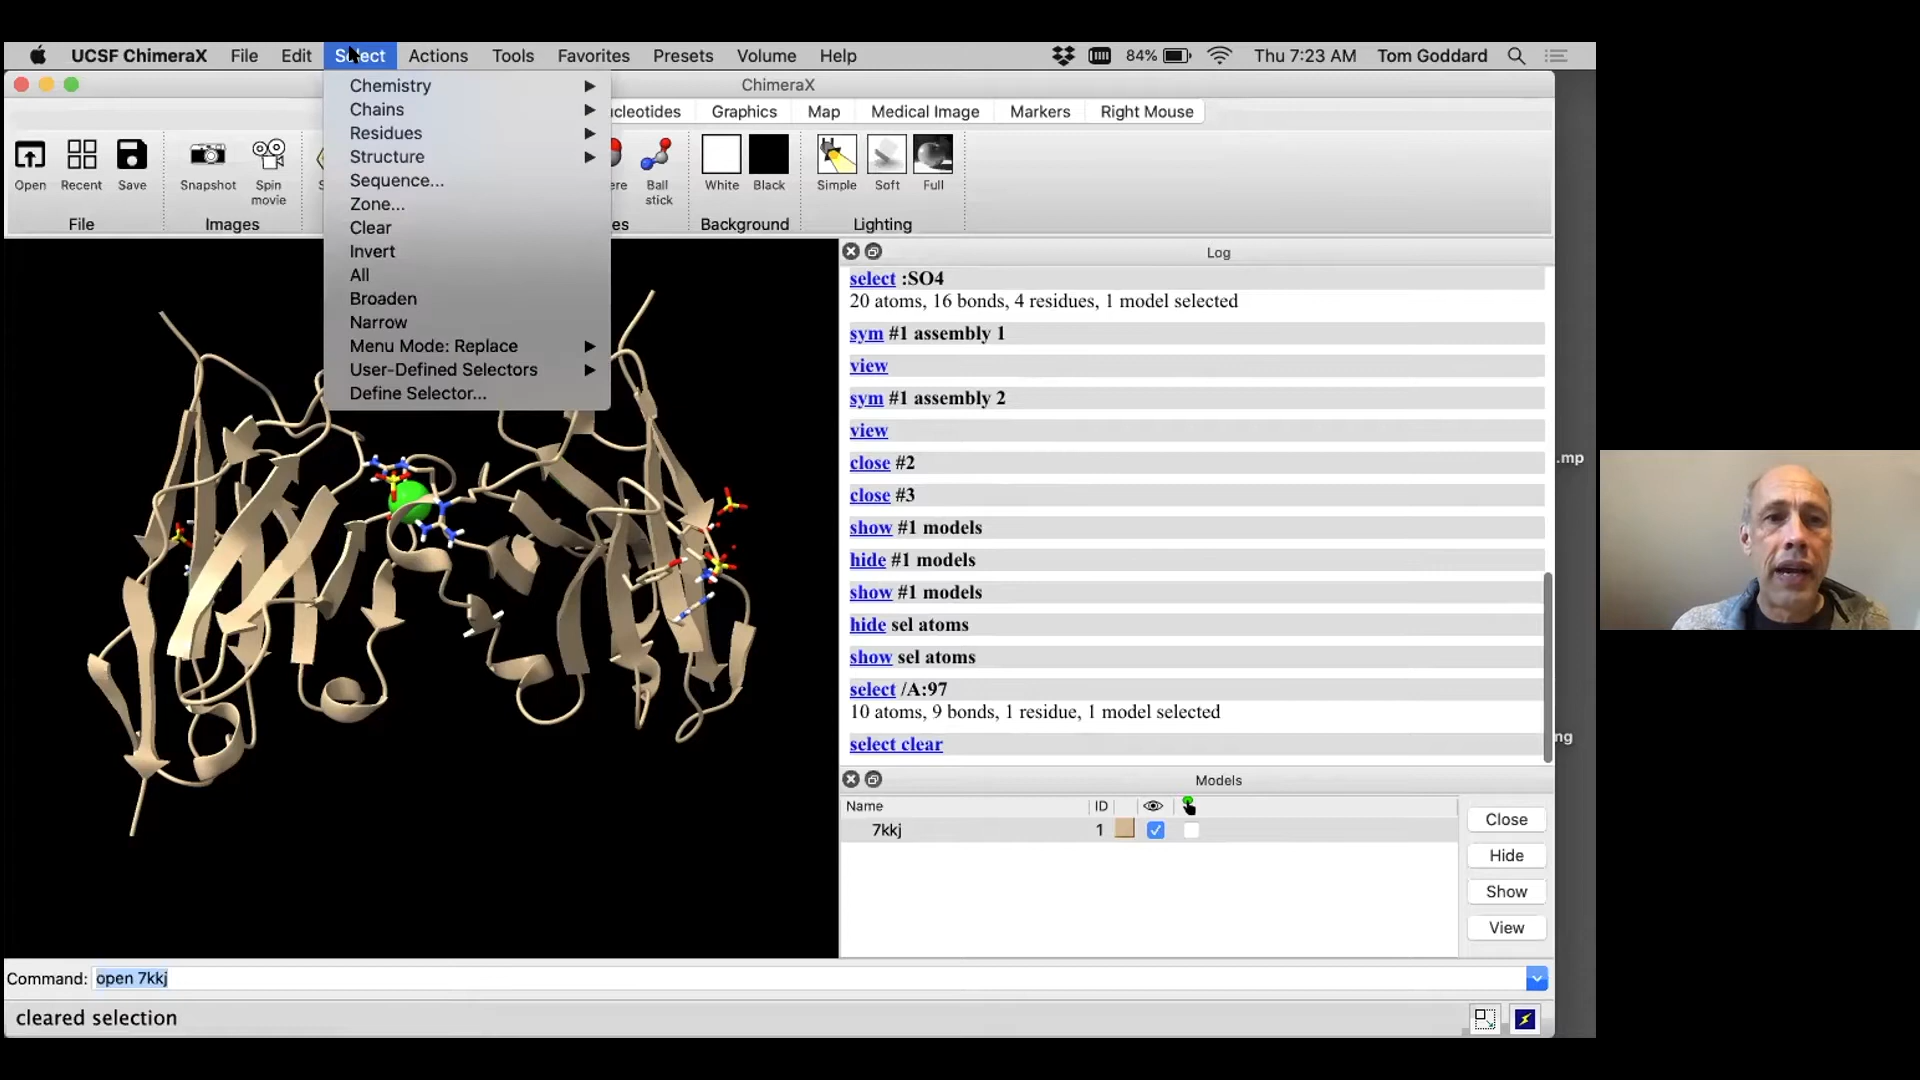 UCSF ChimeraX File Edit Select Actions Tools Favorites Presets Volume Help 84% Thu 7:23 AM Tom Goddard
ChimeraX
Graphics Map Medical Image Markers Right Mouse
Open Recent Save Snapshot Spin movie Ball stick White Black Simple Soft Full
File Images Background Lighting
Chemistry
Chains
Residues
Structure
Sequence...
Zone...
Clear
Invert
All
Broaden
Narrow
Menu Mode: Replace
User-Defined Selectors
Define Selector...
Log
select :SO4
20 atoms, 16 bonds, 4 residues, 1 model selected
sym #1 assembly 1
view
sym #1 assembly 2
view
close #2
close #3
show #1 models
hide #1 models
show #1 models
hide sel atoms
show sel atoms
select /A:97
10 atoms, 9 bonds, 1 residue, 1 model selected
select clear
.mp
ng
Models
Name ID
7kkj 1
Close
Hide
Show
View
Command: open 7kkj
cleared selection